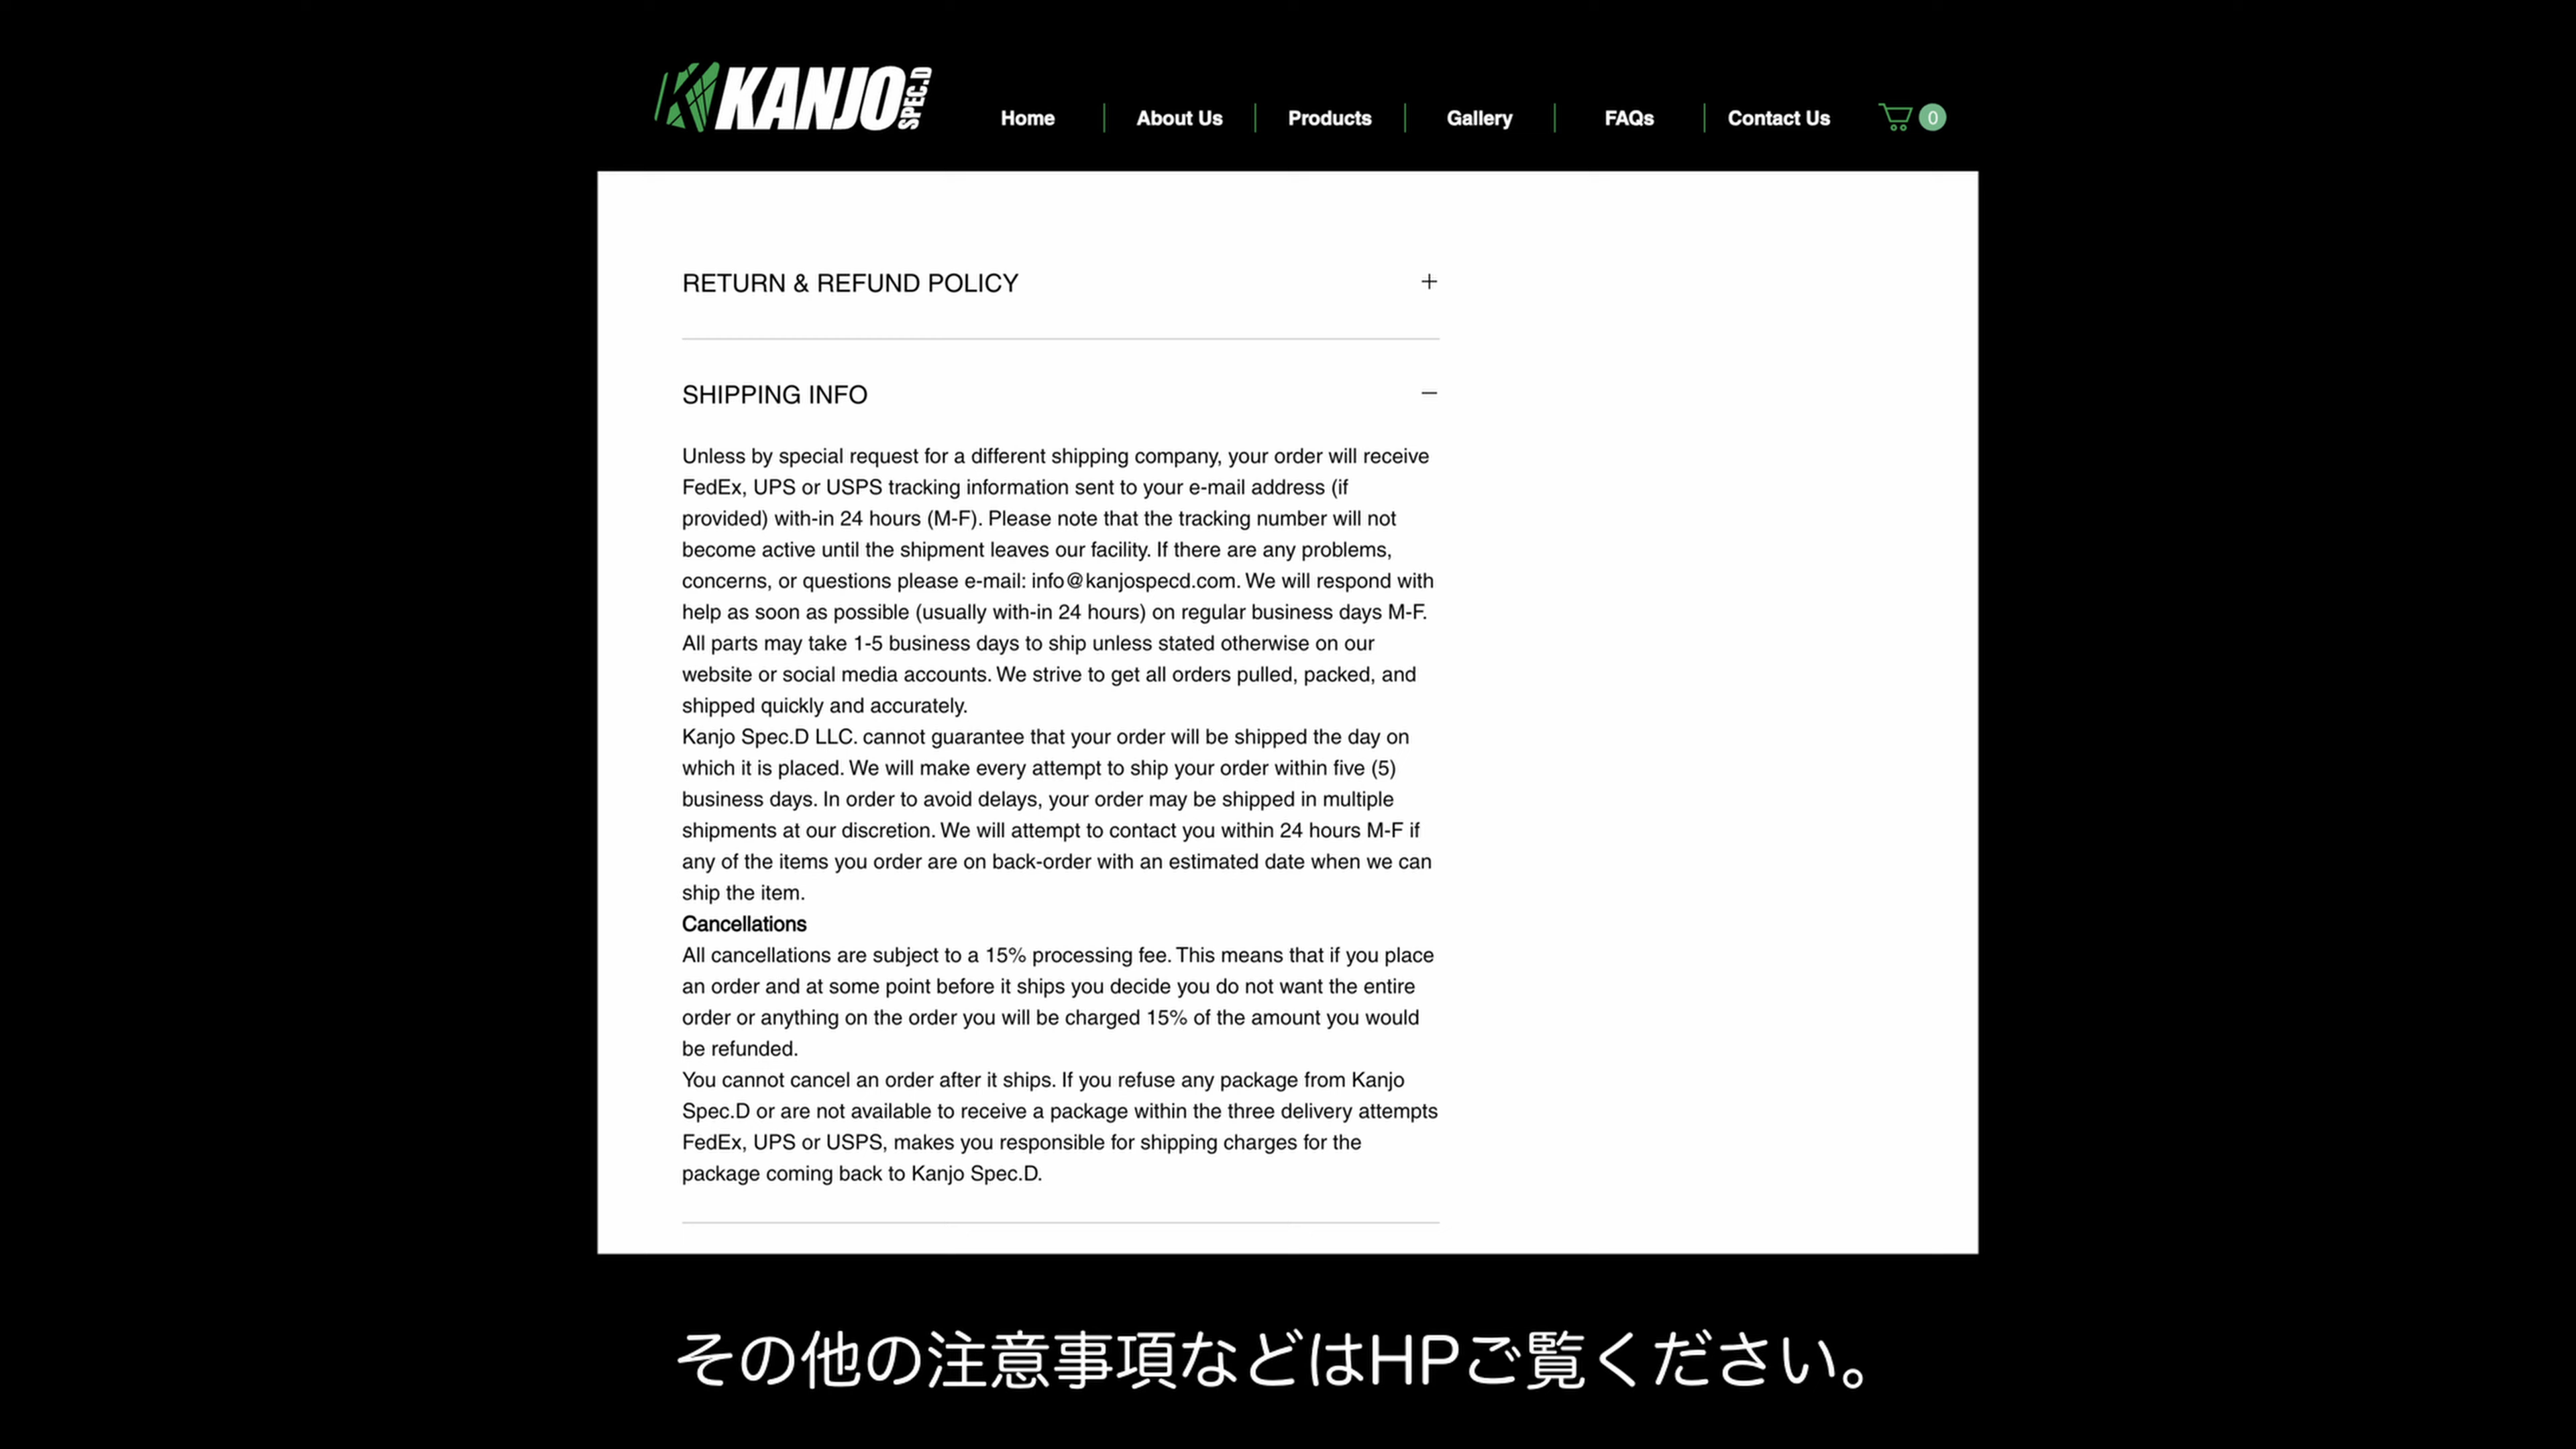 KANJO SPEC.D
Home
About Us
Products
Gallery
FAQs
Contact Us
0
RETURN & REFUND POLICY +
SHIPPING INFO −
Unless by special request for a different shipping company, your order will receive
FedEx, UPS or USPS tracking information sent to your e-mail address (if
provided) with-in 24 hours (M-F). Please note that the tracking number will not
become active until the shipment leaves our facility. If there are any problems,
concerns, or questions please e-mail: info@kanjospecd.com. We will respond with
help as soon as possible (usually with-in 24 hours) on regular business days M-F.
All parts may take 1-5 business days to ship unless stated otherwise on our
website or social media accounts. We strive to get all orders pulled, packed, and
shipped quickly and accurately.
Kanjo Spec.D LLC. cannot guarantee that your order will be shipped the day on
which it is placed. We will make every attempt to ship your order within five (5)
business days. In order to avoid delays, your order may be shipped in multiple
shipments at our discretion. We will attempt to contact you within 24 hours M-F if
any of the items you order are on back-order with an estimated date when we can
ship the item.
Cancellations
All cancellations are subject to a 15% processing fee. This means that if you place
an order and at some point before it ships you decide you do not want the entire
order or anything on the order you will be charged 15% of the amount you would
be refunded.
You cannot cancel an order after it ships. If you refuse any package from Kanjo
Spec.D or are not available to receive a package within the three delivery attempts
FedEx, UPS or USPS, makes you responsible for shipping charges for the
package coming back to Kanjo Spec.D.
その他の注意事項などはHPご覧ください。